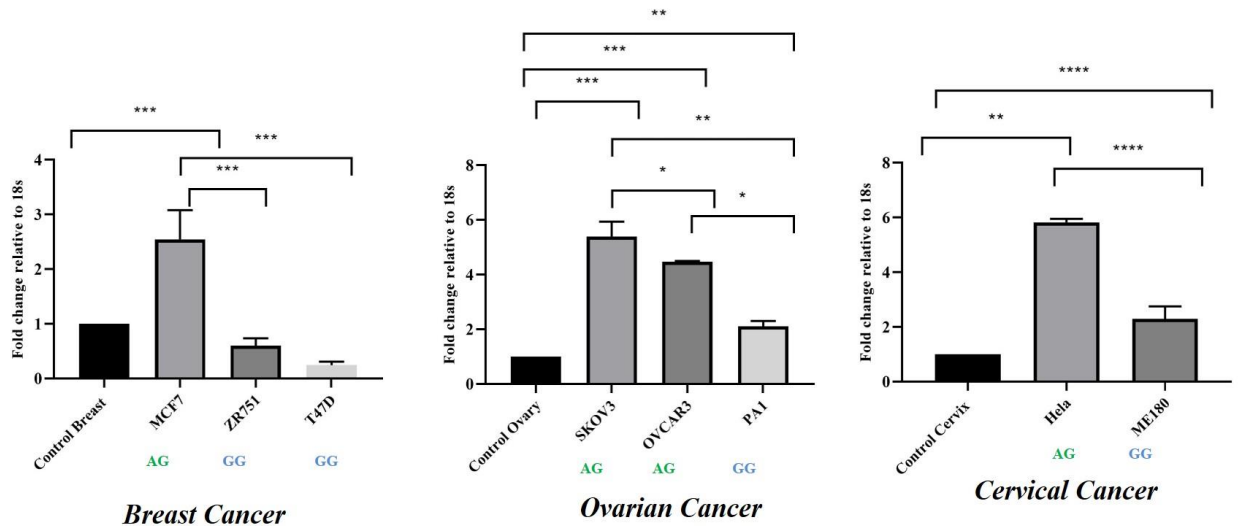 ***
***
***
Fold change relative to 18s
4
3
2
1
0
Control Breast
MCF7
ZR751
T47D
AG
GG
GG
Breast Cancer
**
***
***
**
*
*
Fold change relative to 18s
8
6
4
2
0
Control Ovary
SKOV3
OVCAR3
PA1
AG
AG
GG
Ovarian Cancer
****
**
****
Fold change relative to 18s
8
6
4
2
0
Control Cervix
Hela
ME180
AG
GG
Cervical Cancer